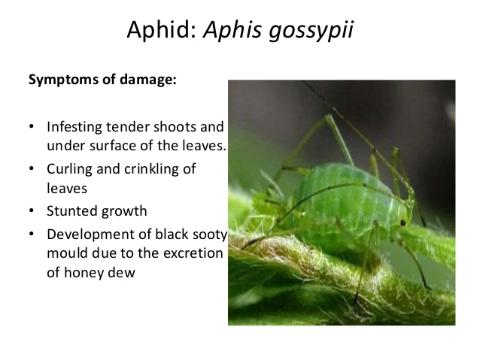 Aphid: Aphis gossypii
Symptoms of damage:
• Infesting tender shoots and
under surface of the leaves.
• Curling and crinkling of
leaves
• Stunted growth
• Development of black sooty
mould due to the excretion
of honey dew